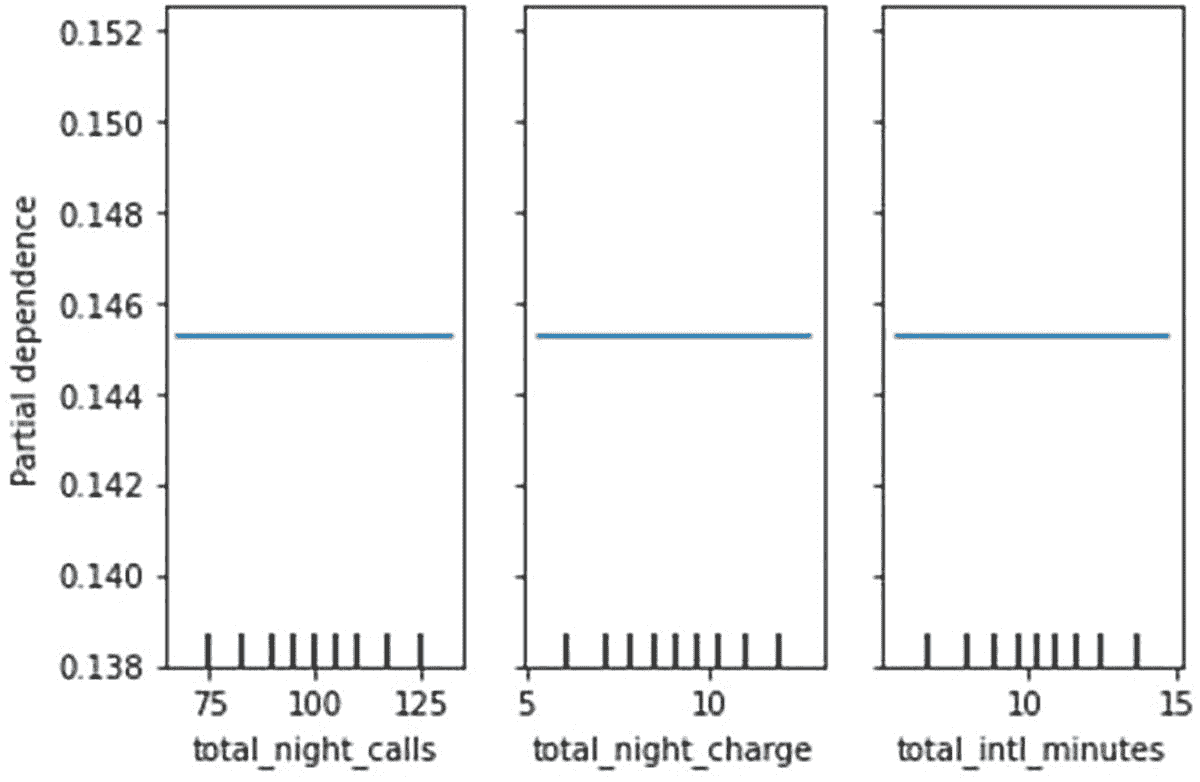 Partial dependence
0.152
0.150
0.148
0.146
0.144
0.142
0.140
0.138
75 100 125
5 10
10 15
total_night_calls
total_night_charge
total_intl_minutes